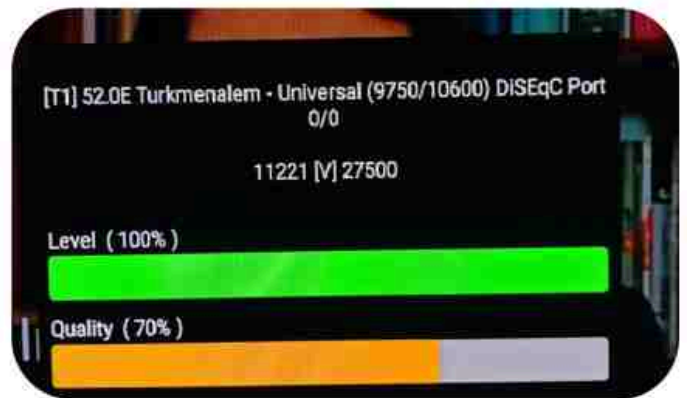 [T1] 52.0E Turkmenalem - Universal (9750/10600) DiSEqC Port
0/0
11221 [V] 27500
Level (100%)
Quality (70%)